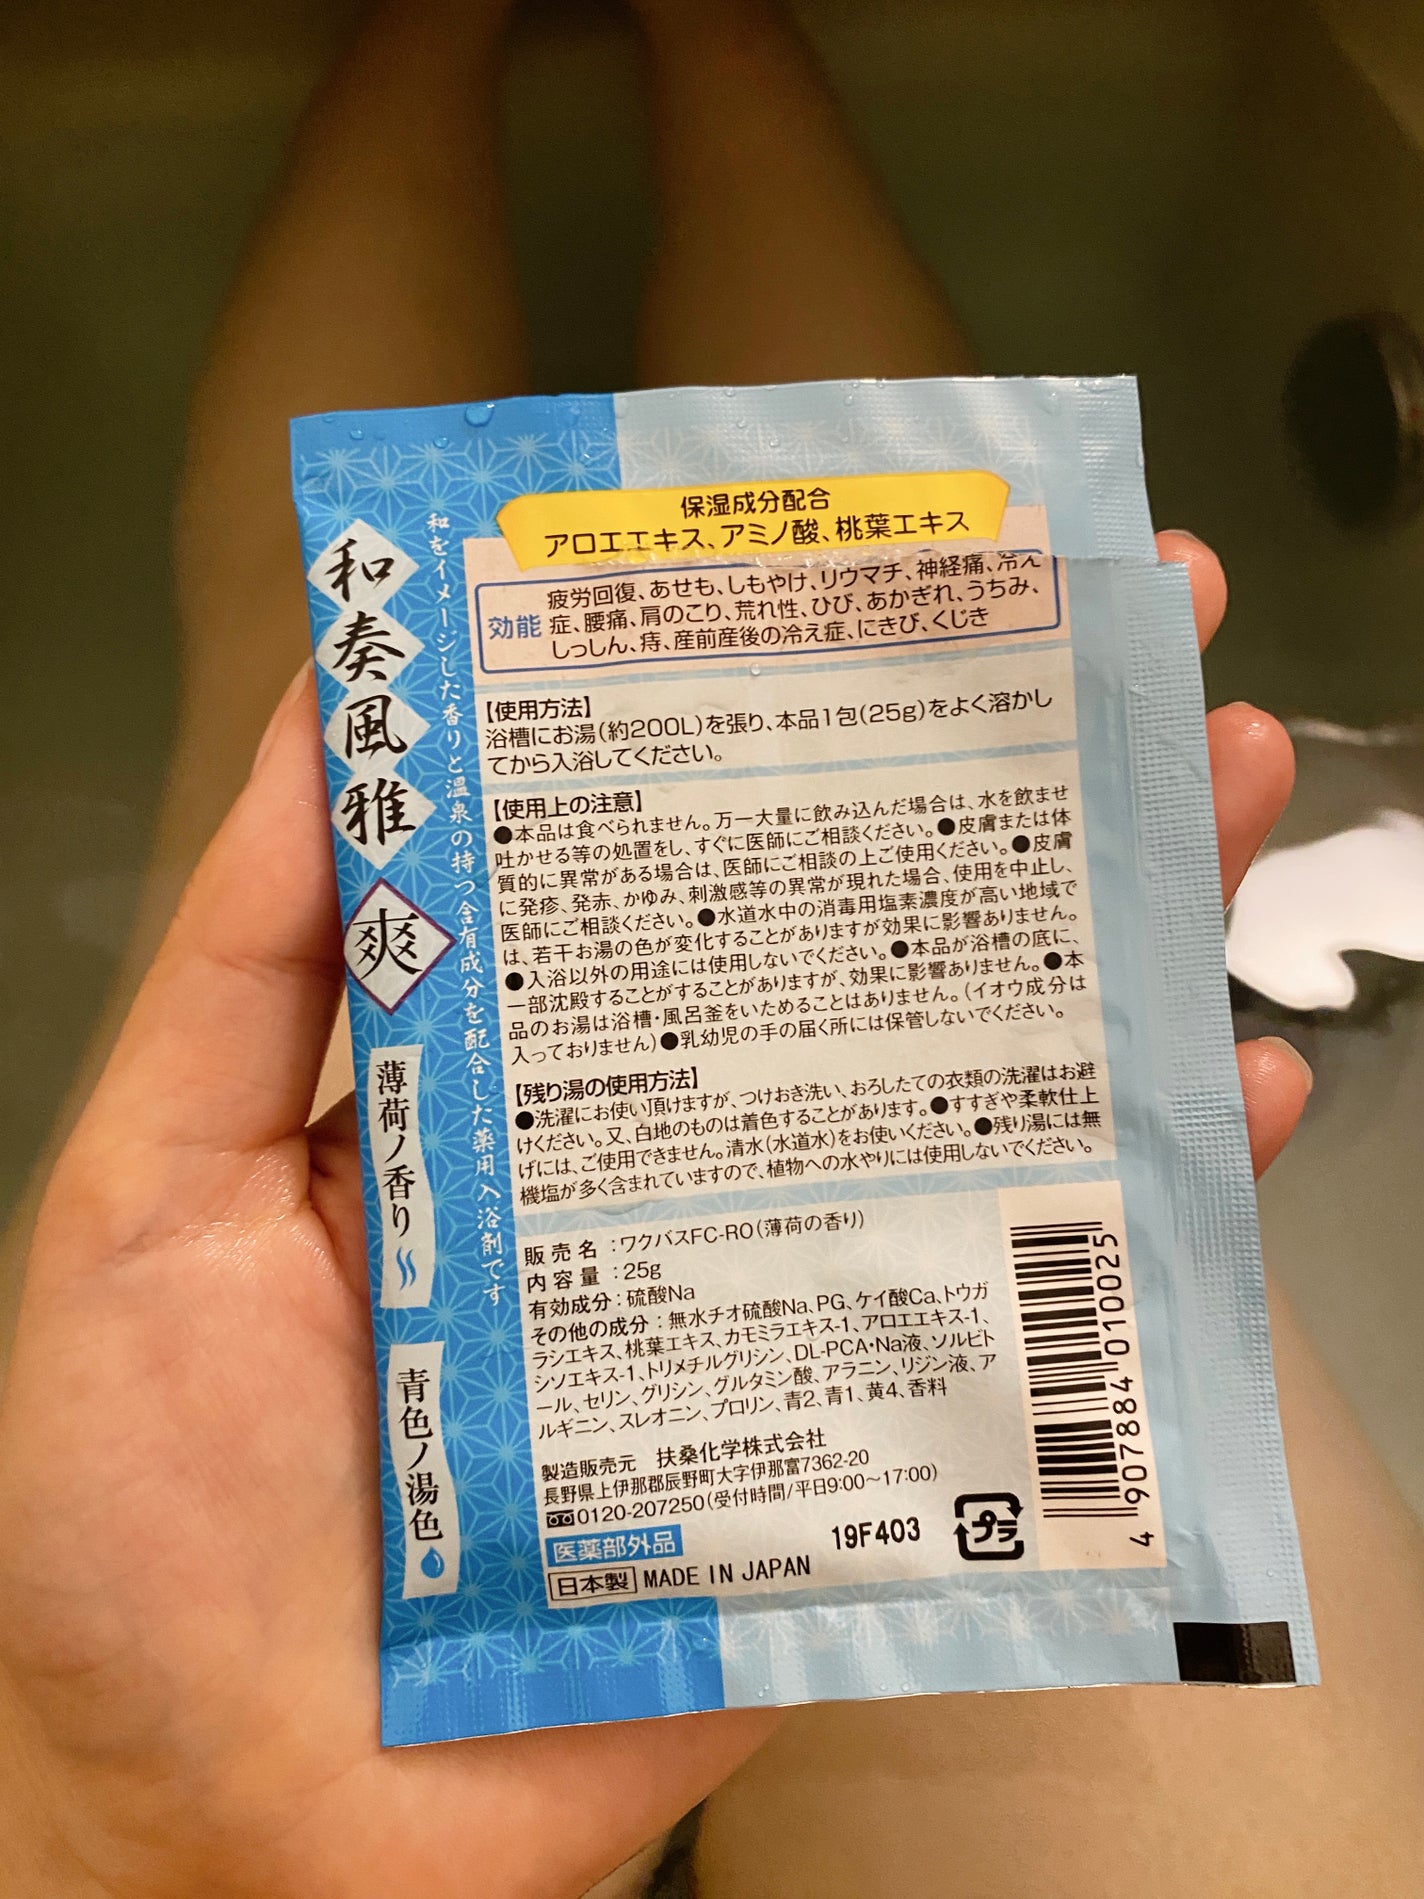 和奏風雅
爽
和をイメージした香りと温泉の持つ含有成分を配合した薬用入浴剤です
薄荷ノ香り
青色ノ湯色
保湿成分配合
アロエエキス、アミノ酸、桃葉エキス
効能
疲労回復、あせも、しもやけ、リウマチ、神経痛、冷え
症、腰痛、肩のこり、荒れ性、ひび、あかぎれ、うちみ、
しっしん、痔、産前産後の冷え症、にきび、くじき
【使用方法】
浴槽にお湯(約200L)を張り、本品1包(25g)をよく溶かし
てから入浴してください。
【使用上の注意】
●本品は食べられません。万一大量に飲み込んだ場合は、水を飲ませ
吐かせる等の処置をし、すぐに医師にご相談ください。●皮膚または体
質的に異常がある場合は、医師にご相談の上ご使用ください。●皮膚
に発疹、発赤、かゆみ、刺激感等の異常が現れた場合、使用を中止し、
医師にご相談ください。●水道水中の消毒用塩素濃度が高い地域で
は、若干お湯の色が変化することがありますが効果に影響ありません。
●入浴以外の用途には使用しないでください。●本品が浴槽の底に、
一部沈殿することがすることがありますが、効果に影響ありません。●本
品のお湯は浴槽・風呂釜をいためることはありません。(イオウ成分は
入っておりません)●乳幼児の手の届く所には保管しないでください。
【残り湯の使用方法】
●洗濯にお使い頂けますが、つけおき洗い、おろしたての衣類の洗濯はお避
けください。又、白地のものは着色することがあります。●すすぎや柔軟仕上
げには、ご使用できません。清水(水道水)をお使いください。●残り湯には無
機塩が多く含まれていますので、植物への水やりには使用しないでください。
販売名:ワクバスFC-RO(薄荷の香り)
内容量:25g
有効成分:硫酸Na
その他の成分:無水チオ硫酸Na、PG、ケイ酸Ca、トウガ
ラシエキス、桃葉エキス、カモミラエキス-1、アロエエキス-1、
シソエキス-1、トリメチルグリシン、DL-PCA・Na液、ソルビト
ール、セリン、グリシン、グルタミン酸、アラニン、リジン液、ア
ルギニン、スレオニン、プロリン、青2、青1、黄4、香料
製造販売元 扶桑化学株式会社
長野県上伊那郡辰野町大字伊那富7362-20
0120-207250(受付時間/平日9:00～17:00)
医薬部外品
19F403
日本製 MADE IN JAPAN
プラ
4 907884 010025